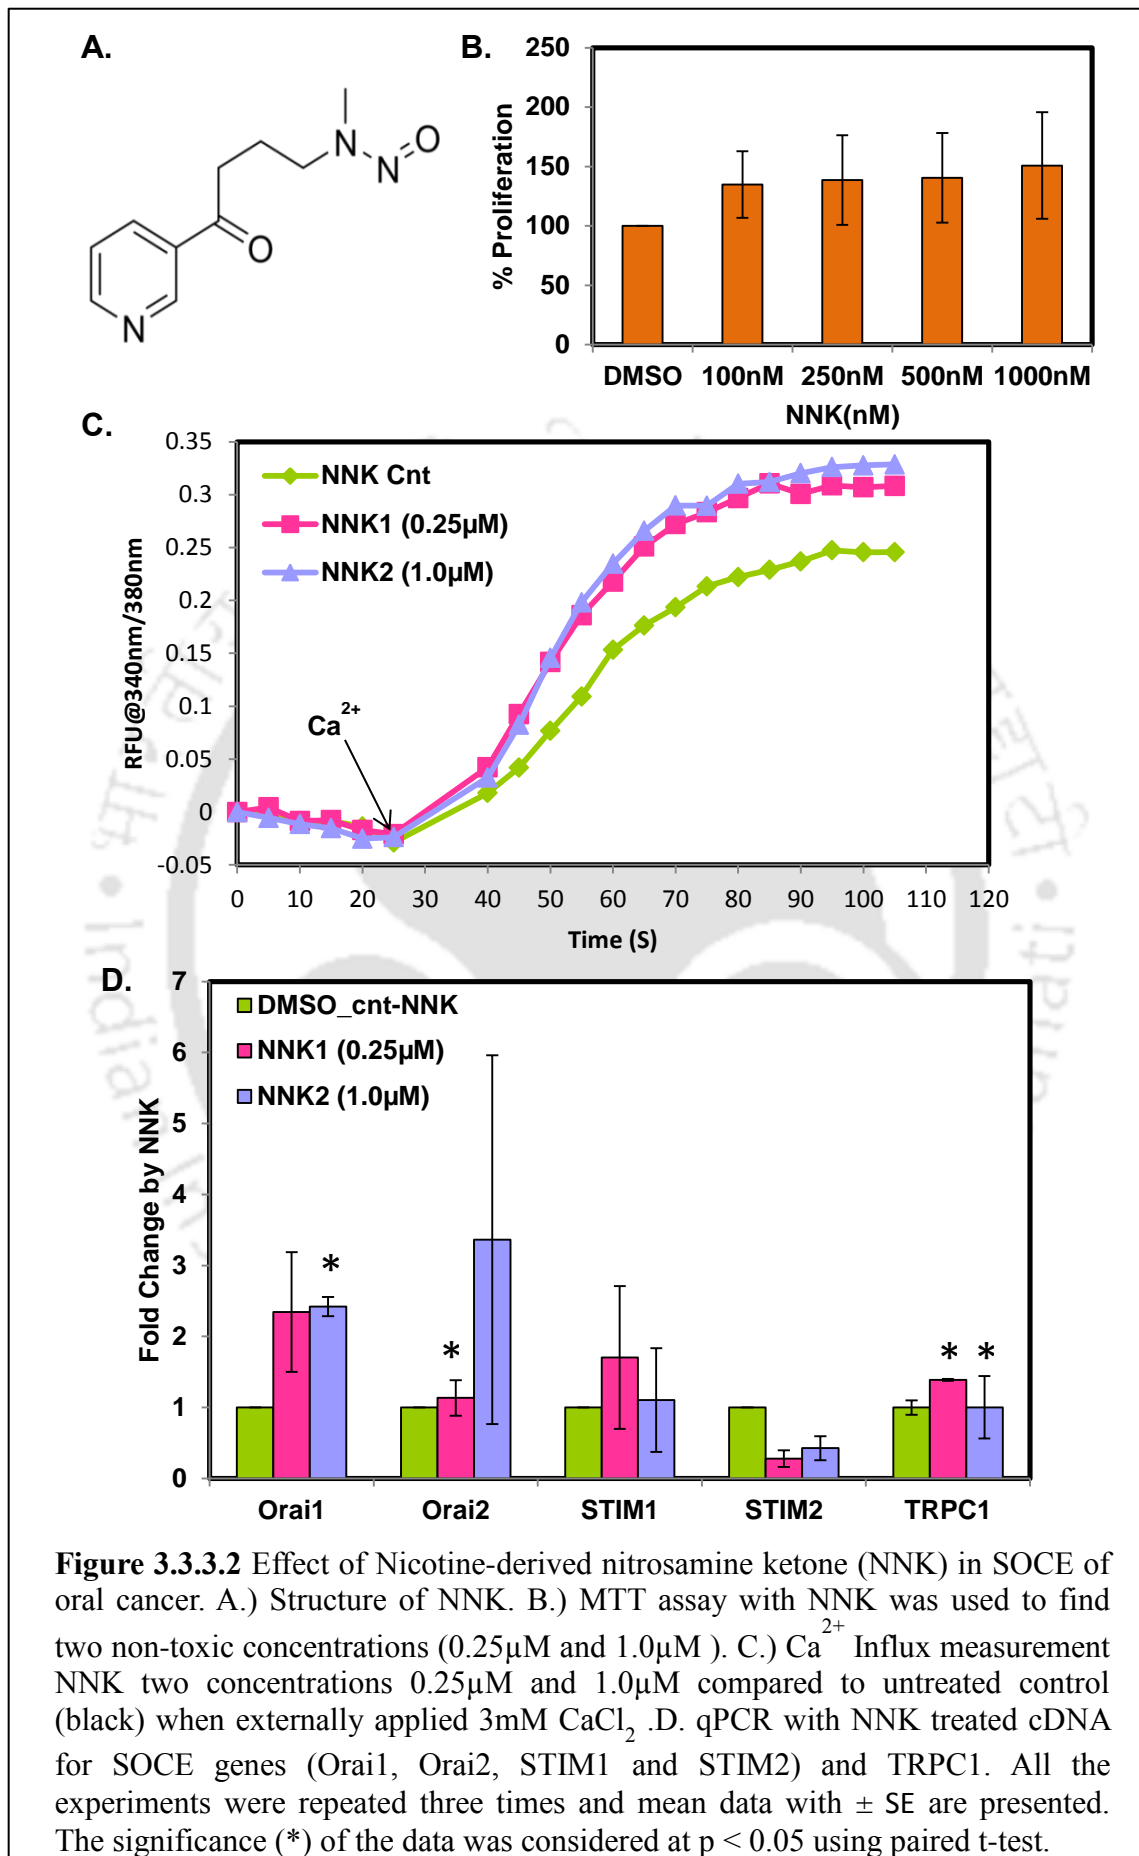 A.
N
N
O
O
N
B.
250
200
150
100
50
0
% Proliferation
DMSO 100nM 250nM 500nM 1000nM
NNK(nM)
C.
0.35
0.3
0.25
0.2
0.15
0.1
0.05
0
-0.05
RFU@340nm/380nm
NNK Cnt
NNK1 (0.25µM)
NNK2 (1.0µM)
Ca2+
0 10 20 30 40 50 60 70 80 90 100 110 120
Time (S)
D.
7
6
5
4
3
2
1
0
Fold Change by NNK
DMSO_cnt-NNK
NNK1 (0.25µM)
NNK2 (1.0µM)
* * * *
Orai1 Orai2 STIM1 STIM2 TRPC1
Figure 3.3.3.2 Effect of Nicotine-derived nitrosamine ketone (NNK) in SOCE of
oral cancer. A.) Structure of NNK. B.) MTT assay with NNK was used to find
two non-toxic concentrations (0.25µM and 1.0µM ). C.) Ca2+ Influx measurement
NNK two concentrations 0.25µM and 1.0µM compared to untreated control
(black) when externally applied 3mM CaCl2 .D. qPCR with NNK treated cDNA
for SOCE genes (Orai1, Orai2, STIM1 and STIM2) and TRPC1. All the
experiments were repeated three times and mean data with ± SE are presented.
The significance (*) of the data was considered at p < 0.05 using paired t-test.